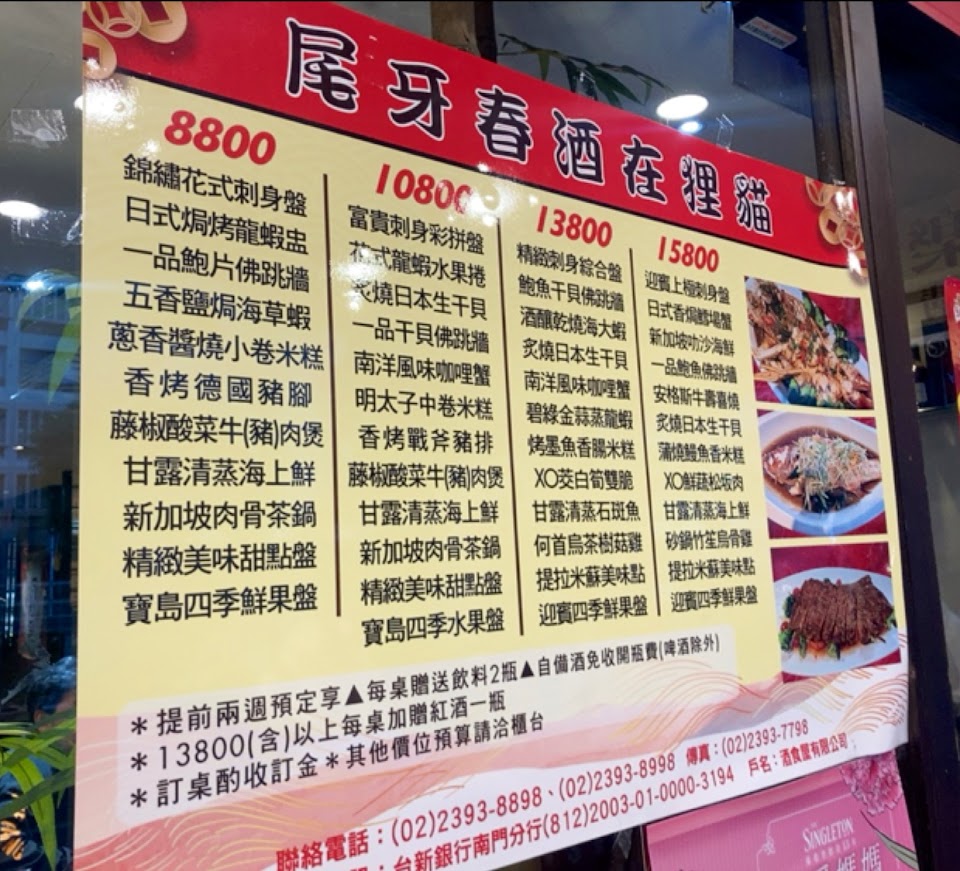 尾牙春酒在狸貓
8800
錦繡花式刺身盤
日式焗烤龍蝦盅
一品鮑片佛跳牆
五香鹽焗海草蝦
蔥香醬燒小卷米糕
香烤德國豬腳
藤椒酸菜牛(豬)肉煲
甘露清蒸海上鮮
新加坡肉骨茶鍋
精緻美味甜點盤
寶島四季鮮果盤
10800
富貴刺身彩拼盤
花式龍蝦水果捲
炙燒日本生干貝
一品干貝佛跳牆
南洋風味咖哩蟹
明太子中卷米糕
香烤戰斧豬排
藤椒酸菜牛(豬)肉煲
甘露清蒸海上鮮
新加坡肉骨茶鍋
精緻美味甜點盤
寶島四季水果盤
13800
精緻刺身綜合盤
鮑魚干貝佛跳牆
酒釀乾燒海大蝦
炙燒日本生干貝
南洋風味咖哩蟹
碧綠金蒜蒸龍蝦
烤墨魚香腸米糕
XO茭白筍雙脆
甘露清蒸石斑魚
何首烏茶樹菇雞
提拉米蘇美味點
迎賓四季鮮果盤
15800
迎賓上極刺身盤
日式香焗鱈場蟹
新加坡叻沙海鮮
一品鮑魚佛跳牆
安格斯牛壽喜燒
炙燒日本生干貝
蒲燒鰻魚香米糕
XO鮮蔬松坂肉
甘露清蒸海上鮮
砂鍋竹笙烏骨雞
提拉米蘇美味點
迎賓四季鮮果盤
＊提前兩週預定享▲每桌贈送飲料2瓶▲自備酒免收開瓶費(啤酒除外)
＊13800(含)以上每桌加贈紅酒一瓶
＊訂桌酌收訂金＊其他價位預算請洽櫃台
聯絡電話：(02)2393-8898、(02)2393-8998 傳真：(02)2393-7798
：台新銀行南門分行(812)2003-01-0000-3194 戶名：酒食堂有限公司
THE
SINGLETON